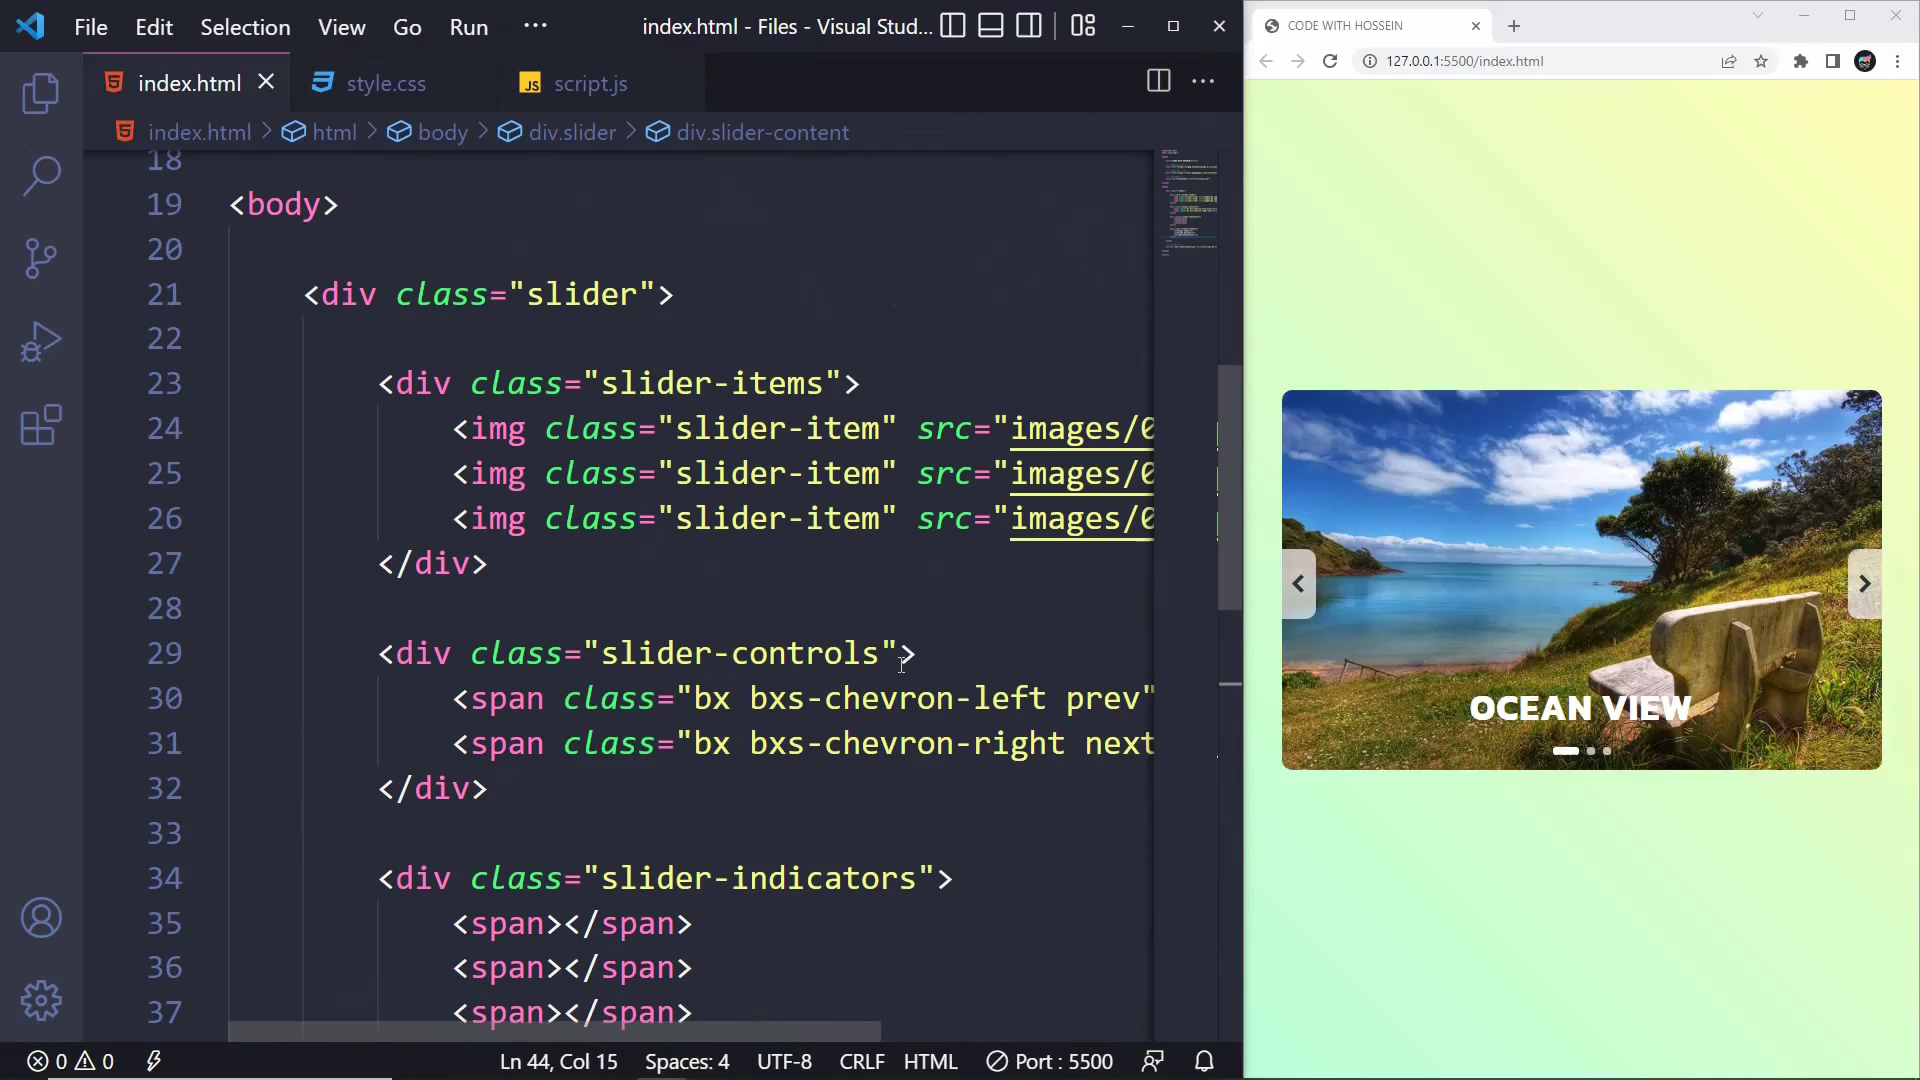 File Edit Selection View Go Run ··· index.html - Files - Visual Stud...
index.html style.css JS script.js
index.html > html > body > div.slider > div.slider-content
18
19 <body>
20
21 <div class="slider">
22
23 <div class="slider-items">
24 <img class="slider-item" src="images/0
25 <img class="slider-item" src="images/0
26 <img class="slider-item" src="images/0
27 </div>
28
29 <div class="slider-controls">
30 <span class="bx bxs-chevron-left prev"
31 <span class="bx bxs-chevron-right next
32 </div>
33
34 <div class="slider-indicators">
35 <span></span>
36 <span></span>
37 <span></span>
0 0 Ln 44, Col 15 Spaces: 4 UTF-8 CRLF HTML Port : 5500
CODE WITH HOSSEIN
127.0.0.1:5500/index.html
OCEAN VIEW